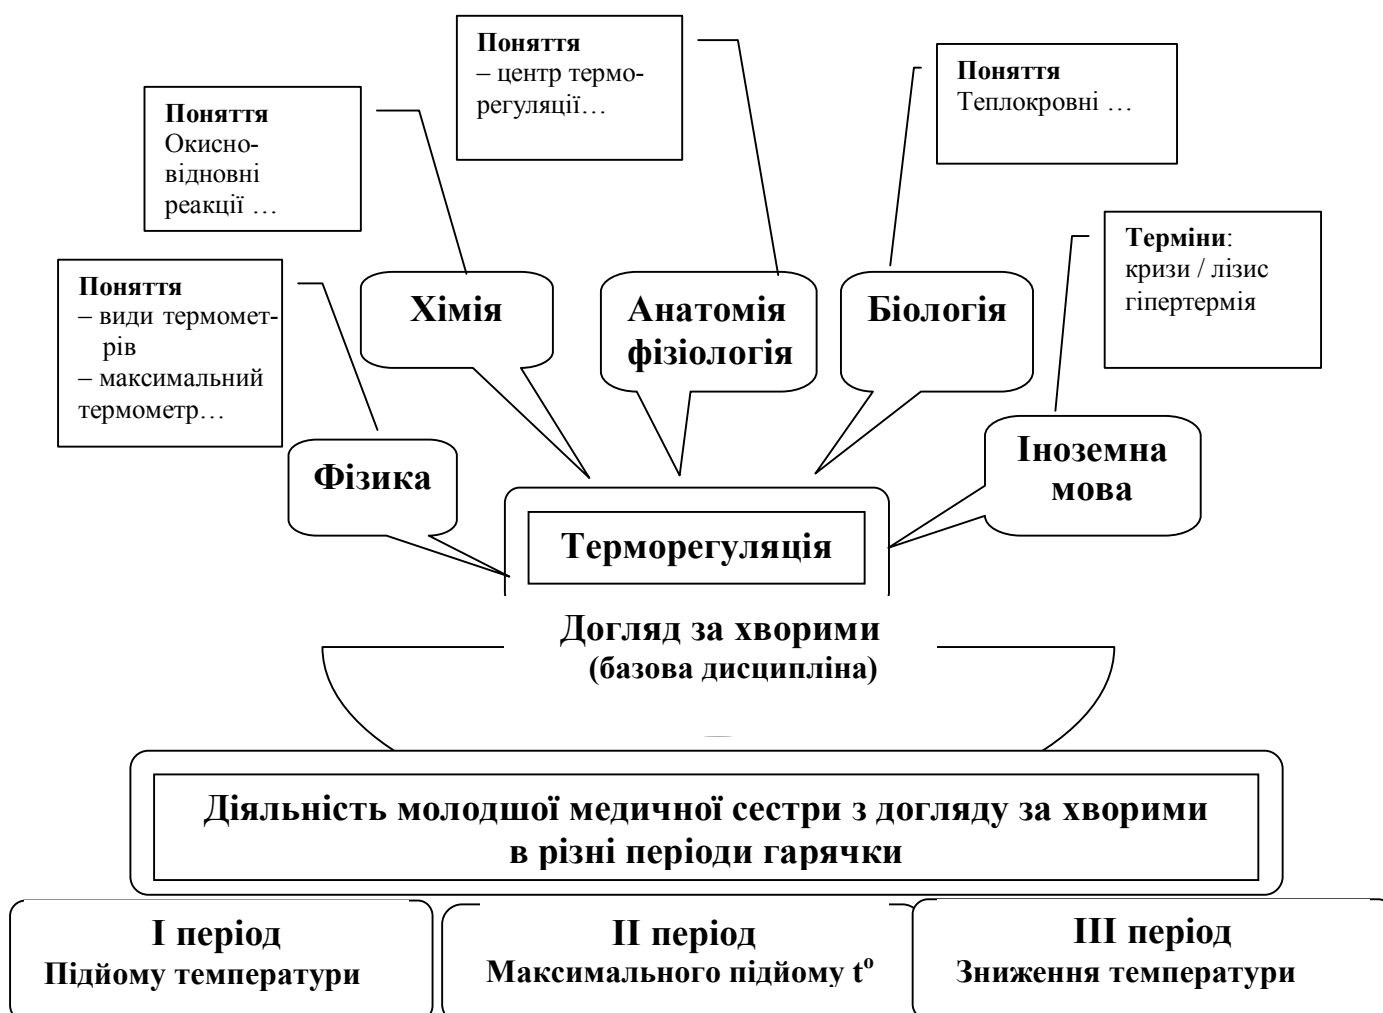 Поняття
– центр термо-
регуляції…
Поняття
Теплокровні …
Поняття
Окисно-
відновні
реакції …
Терміни:
кризи / лізис
гіпертермія
Поняття
– види термомет-
рів
– максимальний
термометр…
Хімія
Анатомія
фізіологія
Біологія
Іноземна
мова
Фізика
Терморегуляція
Догляд за хворими
(базова дисципліна)
Діяльність молодшої медичної сестри з догляду за хворими
в різні періоди гарячки
І період
Підйому температури
ІІ період
Максимального підйому tº
ІІІ період
Зниження температури